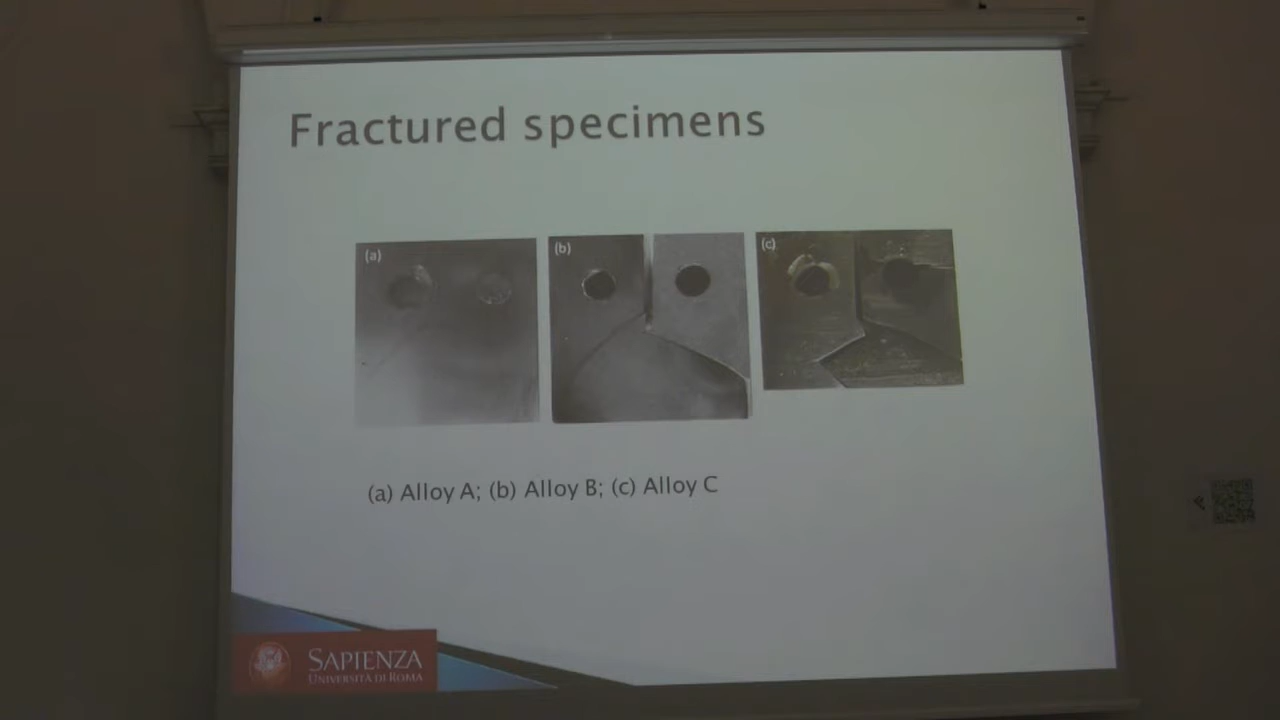 Fractured specimens
(a)
(b)
(c)
(a) Alloy A; (b) Alloy B; (c) Alloy C
SAPIENZA
UNIVERSITÀ DI ROMA